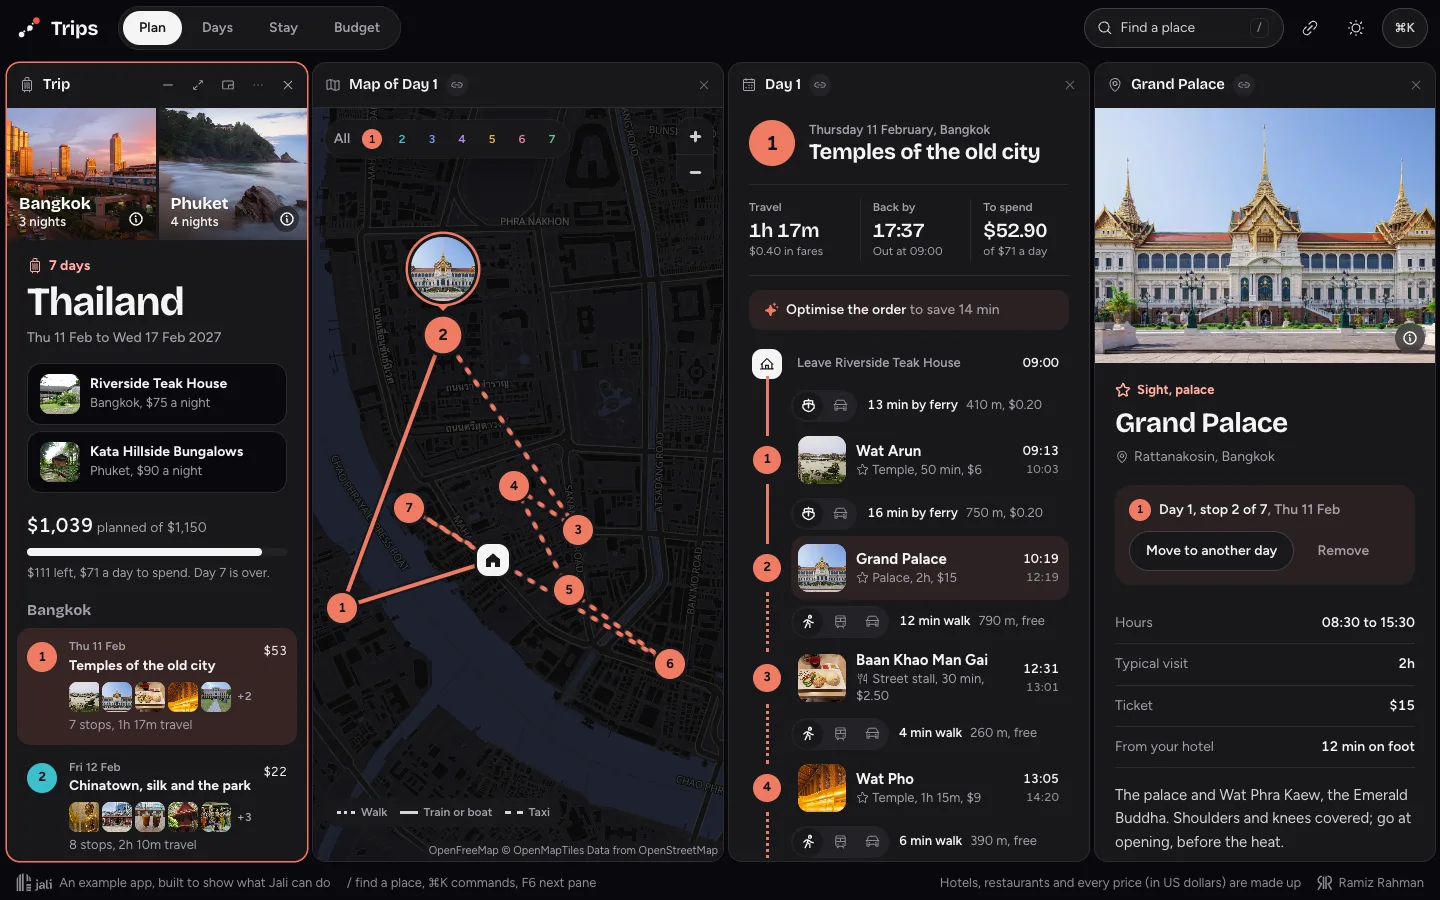 Trips
Plan
Days
Stay
Budget
Find a place
/
⌘K
Trip
Bangkok
3 nights
Phuket
4 nights
7 days
Thailand
Thu 11 Feb to Wed 17 Feb 2027
Riverside Teak House
Bangkok, $75 a night
Kata Hillside Bungalows
Phuket, $90 a night
$1,039 planned of $1,150
$111 left, $71 a day to spend. Day 7 is over.
Bangkok
1
Thu 11 Feb
$53
Temples of the old city
+2
7 stops, 1h 17m travel
2
Fri 12 Feb
$22
Chinatown, silk and the park
+3
8 stops, 2h 10m travel
Map of Day 1
All 1 2 3 4 5 6 7
+
−
PHRA NAKHON
2
4
7
3
5
1
6
CHAO PHRAYA EXPRESS BOAT
ATSADANG ROAD
BAN MO ROAD
Walk
Train or boat
Taxi
OpenFreeMap © OpenMapTiles Data from OpenStreetMap
Day 1
1
Thursday 11 February, Bangkok
Temples of the old city
Travel
1h 17m
$0.40 in fares
Back by
17:37
Out at 09:00
To spend
$52.90
of $71 a day
Optimise the order to save 14 min
Leave Riverside Teak House 09:00
13 min by ferry 410 m, $0.20
1
Wat Arun 09:13
Temple, 50 min, $6 10:03
16 min by ferry 750 m, $0.20
2
Grand Palace 10:19
Palace, 2h, $15 12:19
12 min walk 790 m, free
3
Baan Khao Man Gai 12:31
Street stall, 30 min, 13:01
$2.50
4 min walk 260 m, free
4
Wat Pho 13:05
Temple, 1h 15m, $9 14:20
6 min walk 390 m, free
Grand Palace
Sight, palace
Grand Palace
Rattanakosin, Bangkok
1 Day 1, stop 2 of 7, Thu 11 Feb
Move to another day
Remove
Hours 08:30 to 15:30
Typical visit 2h
Ticket $15
From your hotel 12 min on foot
The palace and Wat Phra Kaew, the Emerald
Buddha. Shoulders and knees covered; go at
opening, before the heat.
jali An example app, built to show what Jali can do
/ find a place, ⌘K commands, F6 next pane
Hotels, restaurants and every price (in US dollars) are made up
Ramiz Rahman